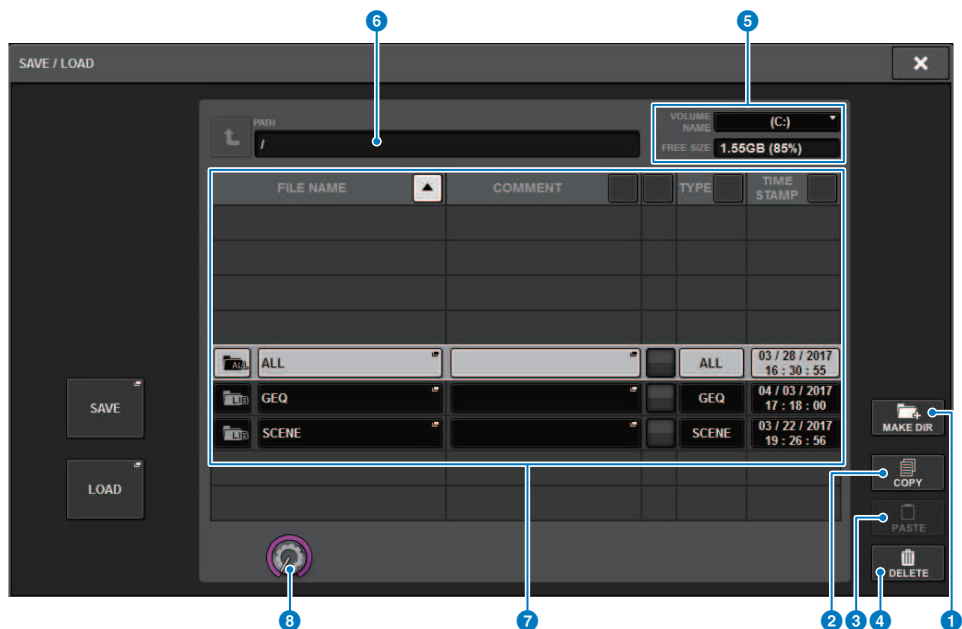 6
5
SAVE / LOAD
PATH
/
VOLUME NAME
(C:)
FREE SIZE
1.55GB (85%)
FILE NAME
COMMENT
TYPE
TIME STAMP
ALL
ALL
ALL
03 / 28 / 2017
16 : 30 : 55
LIB
GEQ
GEQ
04 / 03 / 2017
17 : 18 : 00
LIB
SCENE
SCENE
03 / 22 / 2017
19 : 26 : 56
SAVE
LOAD
MAKE DIR
COPY
PASTE
DELETE
8
7
2
3
4
1